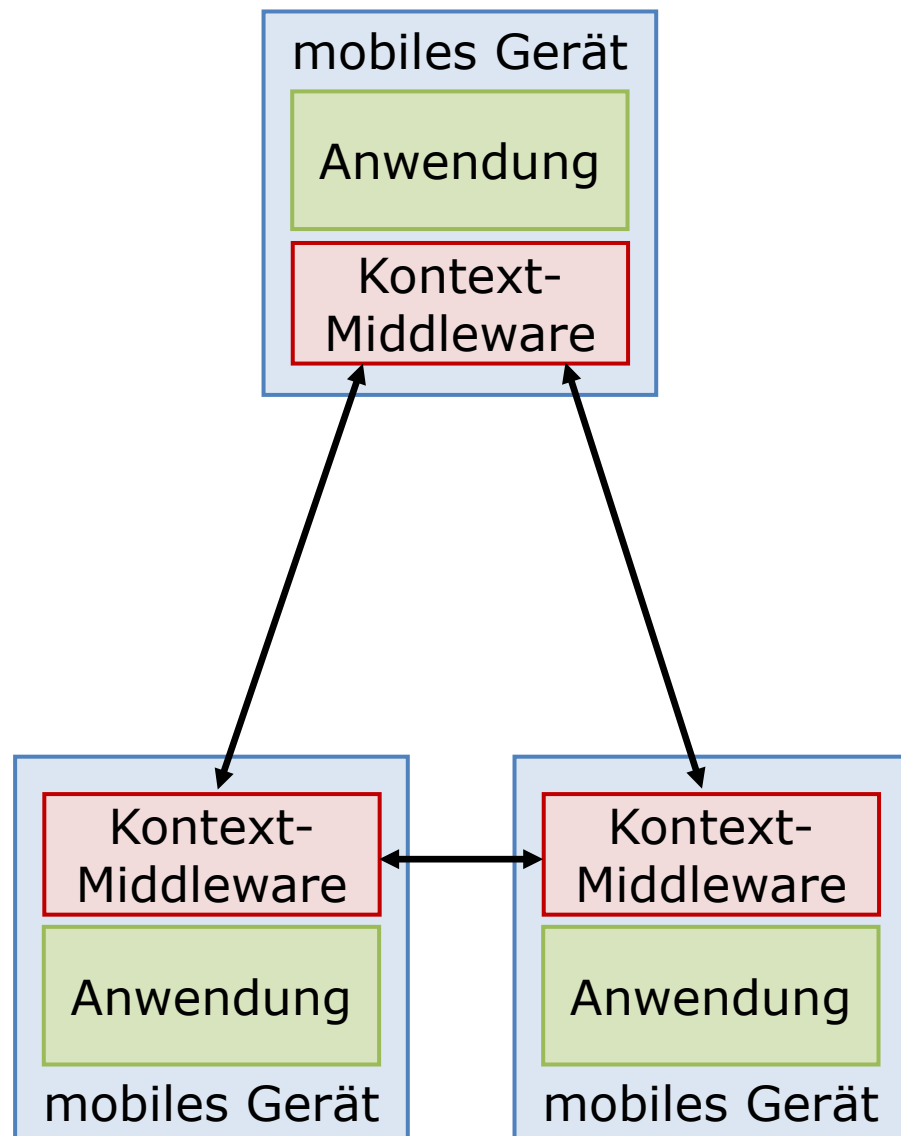 mobiles Gerät
Anwendung
Kontext-
Middleware
Kontext-
Middleware
Anwendung
mobiles Gerät
Kontext-
Middleware
Anwendung
mobiles Gerät